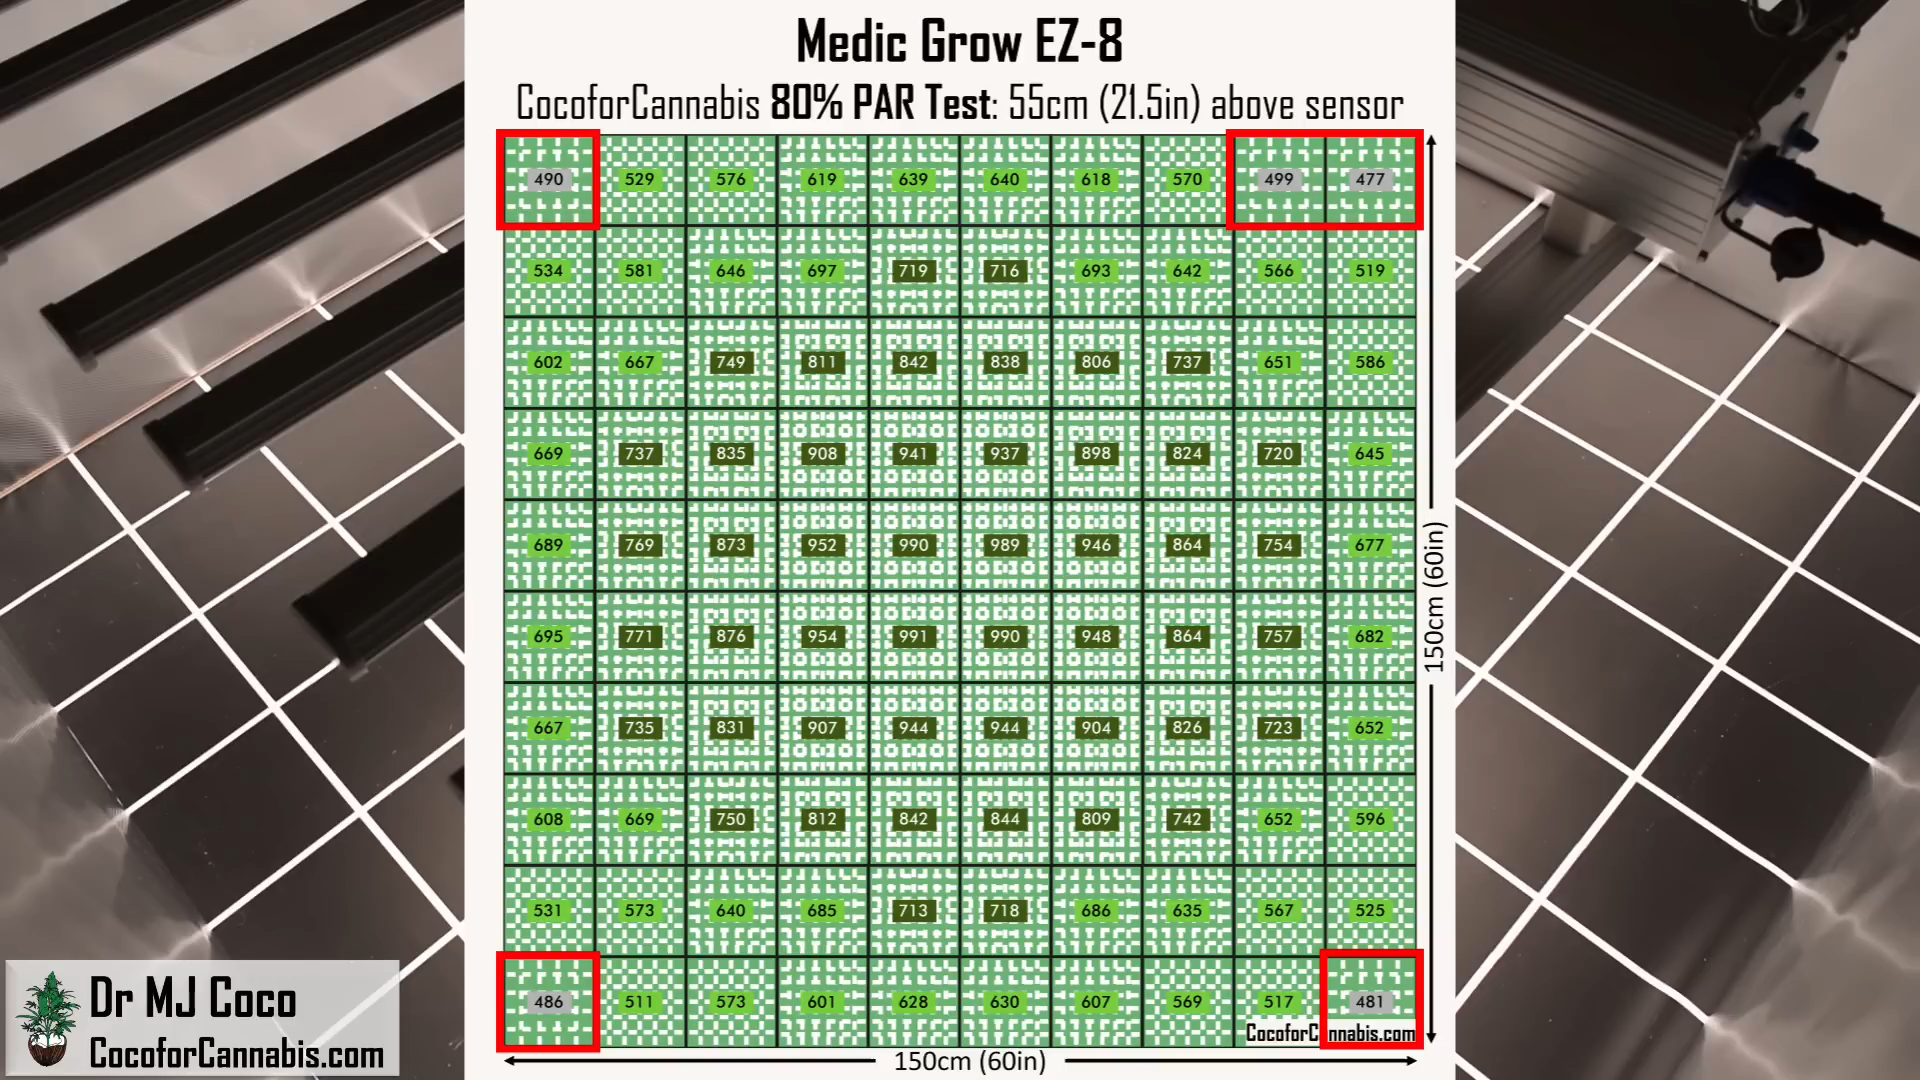 Medic Grow EZ-8
CocoforCannabis 80% PAR Test: 55cm (21.5in) above sensor
490 529 576 619 639 640 618 570 499 477
534 581 646 697 719 716 693 642 566 519
602 667 749 811 842 838 806 737 651 586
669 737 835 908 941 937 898 824 720 645
689 769 873 952 990 989 946 864 754 677
695 771 876 954 991 990 948 864 757 682
667 735 831 907 944 944 904 826 723 652
608 669 750 812 842 844 809 742 652 596
531 573 640 685 713 718 686 635 567 525
486 511 573 601 628 630 607 569 517 481
CocoforCannabis.com
150cm (60in)
150cm (60in)
Dr MJ Coco
CocoforCannabis.com